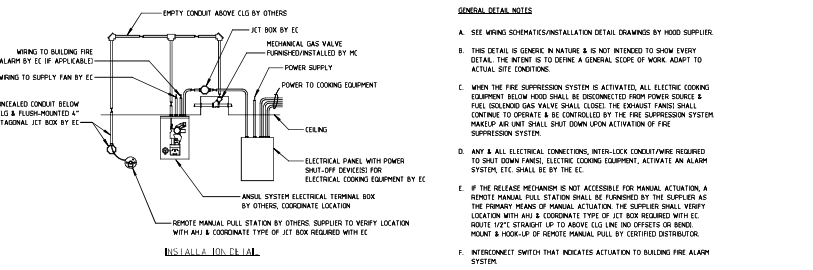 EMPTY CONDUIT ABOVE CLG BY OTHERS
JCT BOX BY EC
MECHANICAL GAS VALVE
FURNISHED/INSTALLED BY MC
POWER SUPPLY
POWER TO COOKING EQUIPMENT
WIRING TO BUILDING FIRE
ALARM BY EC (IF APPLICABLE)
WIRING TO SUPPLY FAN BY EC
NCEALED CONDUIT BELOW
LG & FLUSH-MOUNTED 4"
TAGONAL JCT BOX BY EC
CEILING
ELECTRICAL PANEL WITH POWER
SHUT-OFF DEVICE(S) FOR
ELECTRICAL COOKING EQUIPMENT BY EC
ANSUL SYSTEM ELECTRICAL TERMINAL BOX
BY OTHERS, COORDINATE LOCATION
REMOTE MANUAL PULL STATION BY OTHERS. SUPPLIER TO VERIFY LOCATION
WITH AHJ & COORDINATE TYPE OF JCT BOX REQUIRED WITH EC
INSTALLATION DETAIL
GENERAL DETAIL NOTES
A. SEE WIRING SCHEMATICS/INSTALLATION DETAIL DRAWINGS BY HOOD SUPPLIER.
B. THIS DETAIL IS GENERIC IN NATURE & IS NOT INTENDED TO SHOW EVERY
DETAIL. THE INTENT IS TO DEFINE A GENERAL SCOPE OF WORK. ADAPT TO
ACTUAL SITE CONDITIONS.
C. WHEN THE FIRE SUPPRESSION SYSTEM IS ACTIVATED, ALL ELECTRIC COOKING
EQUIPMENT BELOW HOOD SHALL BE DISCONNECTED FROM POWER SOURCE &
FUEL (SOLENOID GAS VALVE SHALL CLOSE). THE EXHAUST FAN(S) SHALL
CONTINUE TO OPERATE & BE CONTROLLED BY THE FIRE SUPPRESSION SYSTEM.
MAKEUP AIR UNIT SHALL SHUT DOWN UPON ACTIVATION OF FIRE
SUPPRESSION SYSTEM.
D. ANY & ALL ELECTRICAL CONNECTIONS, INTER-LOCK CONDUIT/WIRE REQUIRED
TO SHUT DOWN FAN(S), ELECTRIC COOKING EQUIPMENT, ACTIVATE AN ALARM
SYSTEM, ETC. SHALL BE BY THE EC.
E. IF THE RELEASE MECHANISM IS NOT ACCESSIBLE FOR MANUAL ACTUATION, A
REMOTE MANUAL PULL STATION SHALL BE FURNISHED BY THE SUPPLIER AS
THE PRIMARY MEANS OF MANUAL ACTUATION. THE SUPPLIER SHALL VERIFY
LOCATION WITH AHJ & COORDINATE TYPE OF JCT BOX REQUIRED WITH EC.
ROUTE 1/2"C STRAIGHT UP TO ABOVE CLG LINE (NO OFFSETS OR BEND).
MOUNT & HOOK-UP OF REMOTE MANUAL PULL BY CERTIFIED DISTRIBUTOR.
F. INTERCONNECT SWITCH THAT INDICATES ACTUATION TO BUILDING FIRE ALARM
SYSTEM.